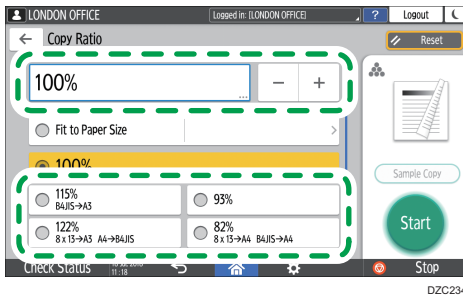 LONDON OFFICE
Logged in: [LONDON OFFICE]
? Logout
← Copy Ratio
Reset
100%
...
− +
Fit to Paper Size >
100%
Sample Copy
115%
B4JIS→A3
93%
122%
8 x 13→A3 A4→B4JIS
82%
8 x 13→A4 B4JIS→A4
Start
Check Status
11:18
Stop
DZC234